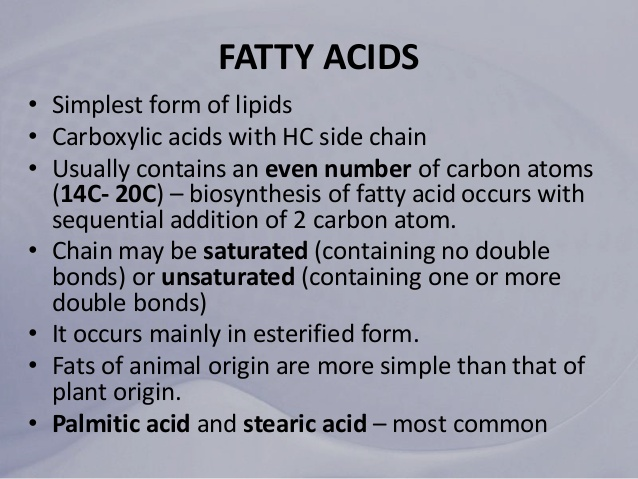 FATTY ACIDS
• Simplest form of lipids
• Carboxylic acids with HC side chain
• Usually contains an even number of carbon atoms
(14C- 20C) – biosynthesis of fatty acid occurs with
sequential addition of 2 carbon atom.
• Chain may be saturated (containing no double
bonds) or unsaturated (containing one or more
double bonds)
• It occurs mainly in esterified form.
• Fats of animal origin are more simple than that of
plant origin.
• Palmitic acid and stearic acid – most common